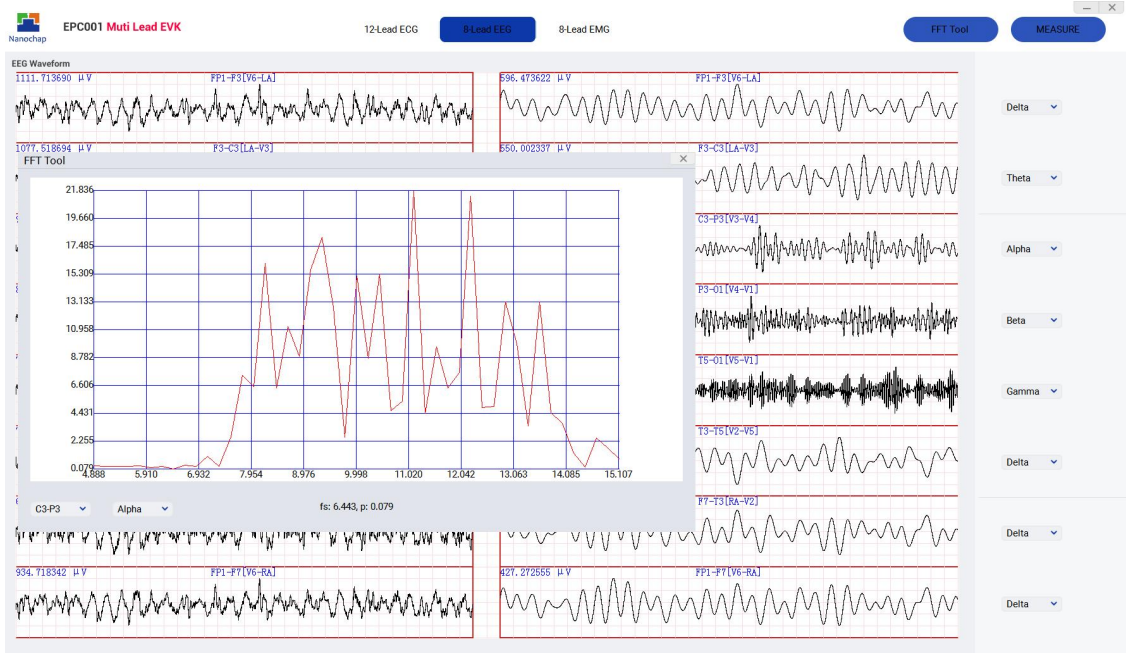 Nanochap
EPC001 Muti Lead EVK
12-Lead ECG
8-Lead EEG
8-Lead EMG
FFT Tool
MEASURE
EEG Waveform
1111.713690 μV FP1-F3[V6-LA]
596.473622 μV FP1-F3[V6-LA]
Delta
1077.518694 μV F3-C3[LA-V3]
550.002337 μV F3-C3[LA-V3]
Theta
C3-P3[V3-V4]
Alpha
P3-O1[V4-V1]
Beta
T5-O1[V5-V1]
Gamma
T3-T5[V2-V5]
Delta
F7-T3[RA-V2]
Delta
934.718342 μV FP1-F7[V6-RA]
427.272555 μV FP1-F7[V6-RA]
Delta
FFT Tool
21.836
19.660
17.485
15.309
13.133
10.958
8.782
6.606
4.431
2.255
0.079
4.888 5.910 6.932 7.954 8.976 9.998 11.020 12.042 13.063 14.085 15.107
C3-P3
Alpha
fs: 6.443, p: 0.079